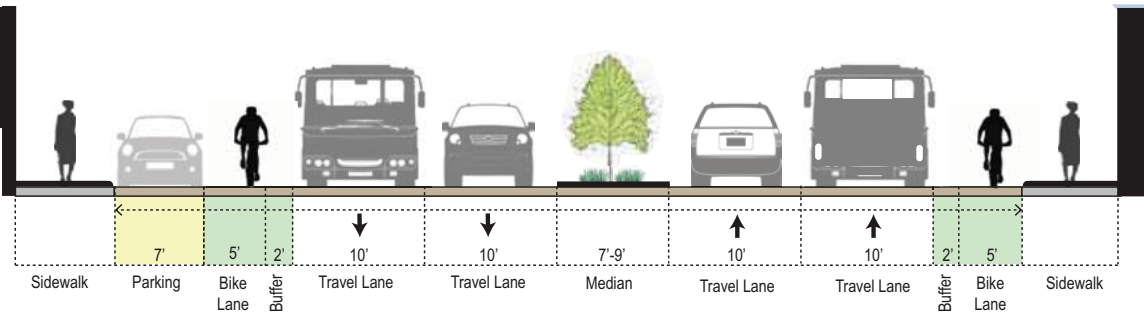 7’ 5’ 2’ 10’ 10’ 7’-9’ 10’ 10’ 2’ 5’
Sidewalk Parking Bike Lane Buffer Travel Lane Travel Lane Median Travel Lane Travel Lane Buffer Bike Lane Sidewalk